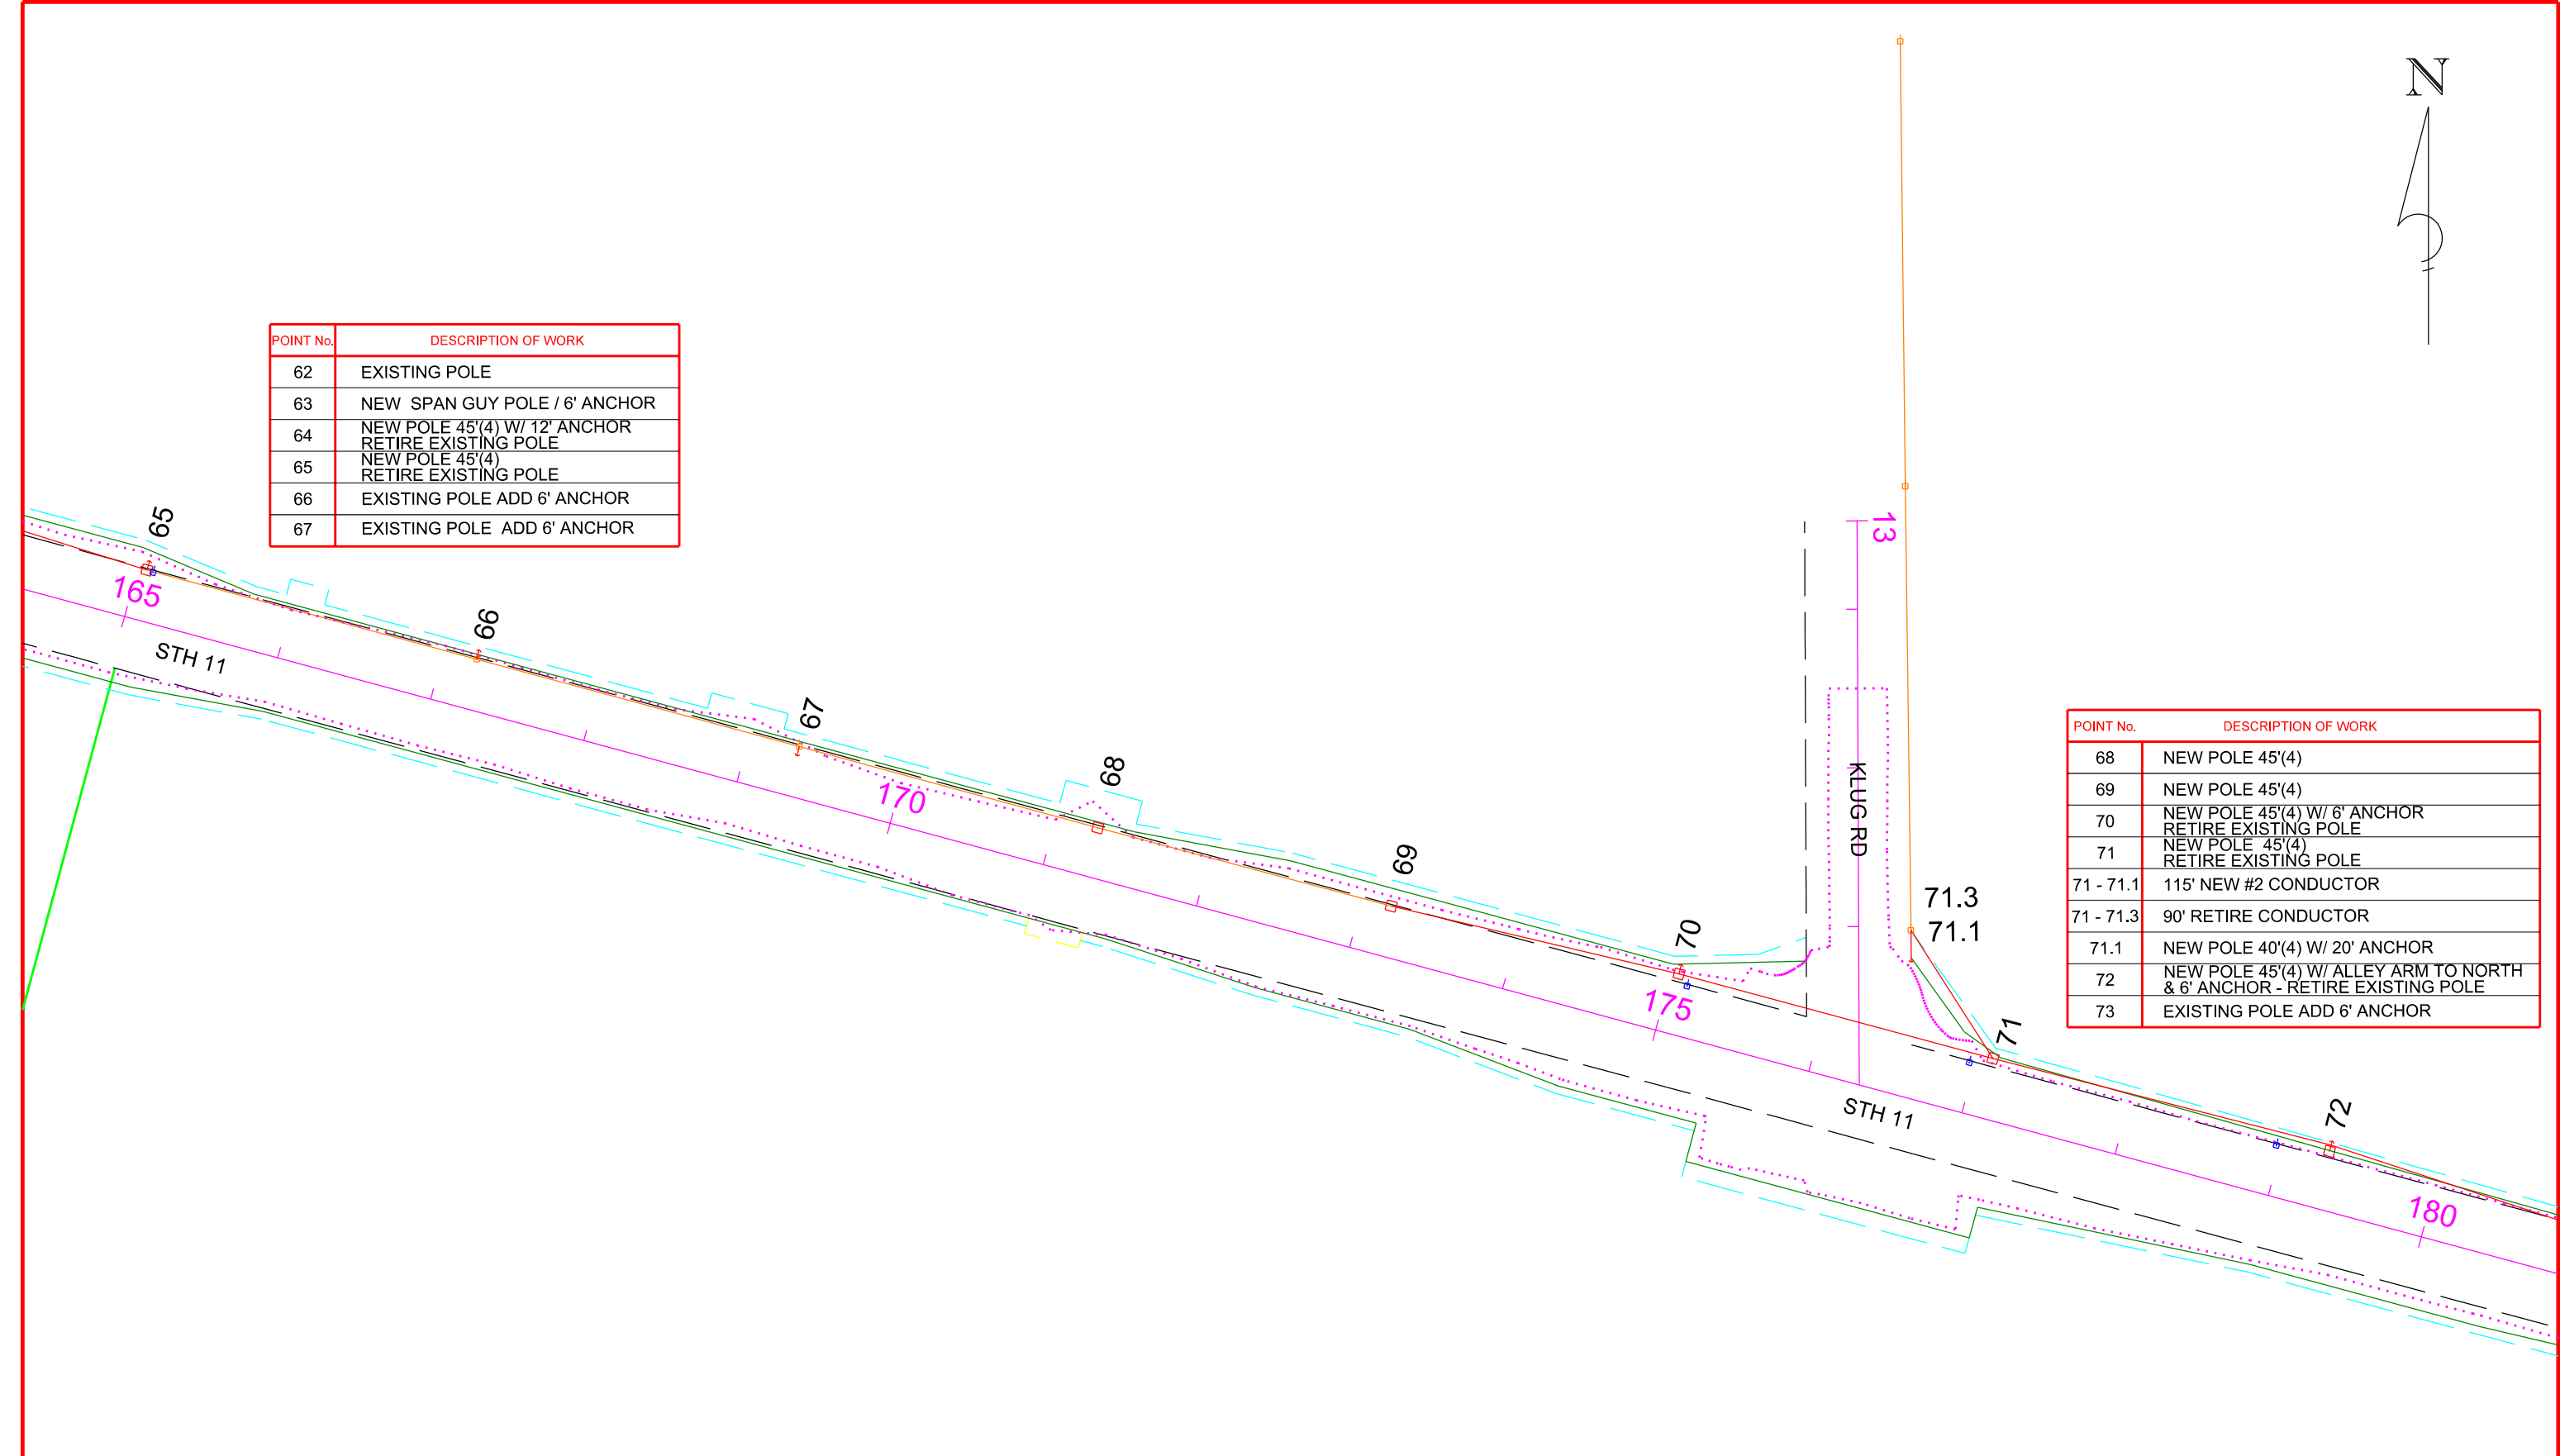 N
POINT No. DESCRIPTION OF WORK
62 EXISTING POLE
63 NEW SPAN GUY POLE / 6' ANCHOR
64 NEW POLE 45'(4) W/ 12' ANCHOR
RETIRE EXISTING POLE
65 NEW POLE 45'(4)
RETIRE EXISTING POLE
66 EXISTING POLE ADD 6' ANCHOR
67 EXISTING POLE ADD 6' ANCHOR
65
165
STH 11
66
67
68
170
69
70
175
13
KLUG RD
71.3
71.1
71
STH 11
72
180
POINT No. DESCRIPTION OF WORK
68 NEW POLE 45'(4)
69 NEW POLE 45'(4)
70 NEW POLE 45'(4) W/ 6' ANCHOR
RETIRE EXISTING POLE
71 NEW POLE 45'(4)
RETIRE EXISTING POLE
71 - 71.1 115' NEW #2 CONDUCTOR
71 - 71.3 90' RETIRE CONDUCTOR
71.1 NEW POLE 40'(4) W/ 20' ANCHOR
72 NEW POLE 45'(4) W/ ALLEY ARM TO NORTH
& 6' ANCHOR - RETIRE EXISTING POLE
73 EXISTING POLE ADD 6' ANCHOR